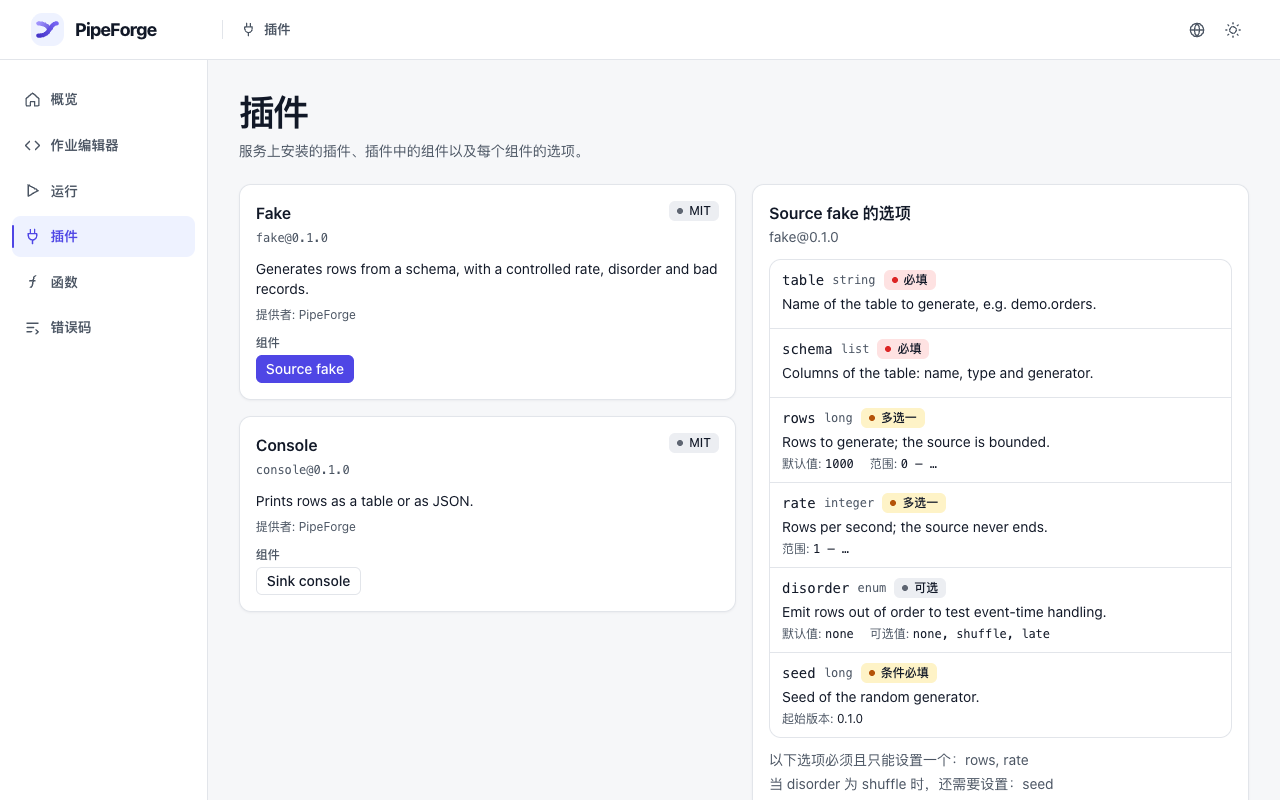 PipeForge
插件
概览
作业编辑器
运行
插件
函数
错误码
插件
服务上安装的插件、插件中的组件以及每个组件的选项。
Fake
MIT
fake@0.1.0
Generates rows from a schema, with a controlled rate, disorder and bad
records.
提供者: PipeForge
组件
Source fake
Console
MIT
console@0.1.0
Prints rows as a table or as JSON.
提供者: PipeForge
组件
Sink console
Source fake 的选项
fake@0.1.0
table string 必填
Name of the table to generate, e.g. demo.orders.
schema list 必填
Columns of the table: name, type and generator.
rows long 多选一
Rows to generate; the source is bounded.
默认值: 1000 范围: 0 — …
rate integer 多选一
Rows per second; the source never ends.
范围: 1 — …
disorder enum 可选
Emit rows out of order to test event-time handling.
默认值: none 可选值: none, shuffle, late
seed long 条件必填
Seed of the random generator.
起始版本: 0.1.0
以下选项必须且只能设置一个：rows, rate
当 disorder 为 shuffle 时，还需要设置：seed